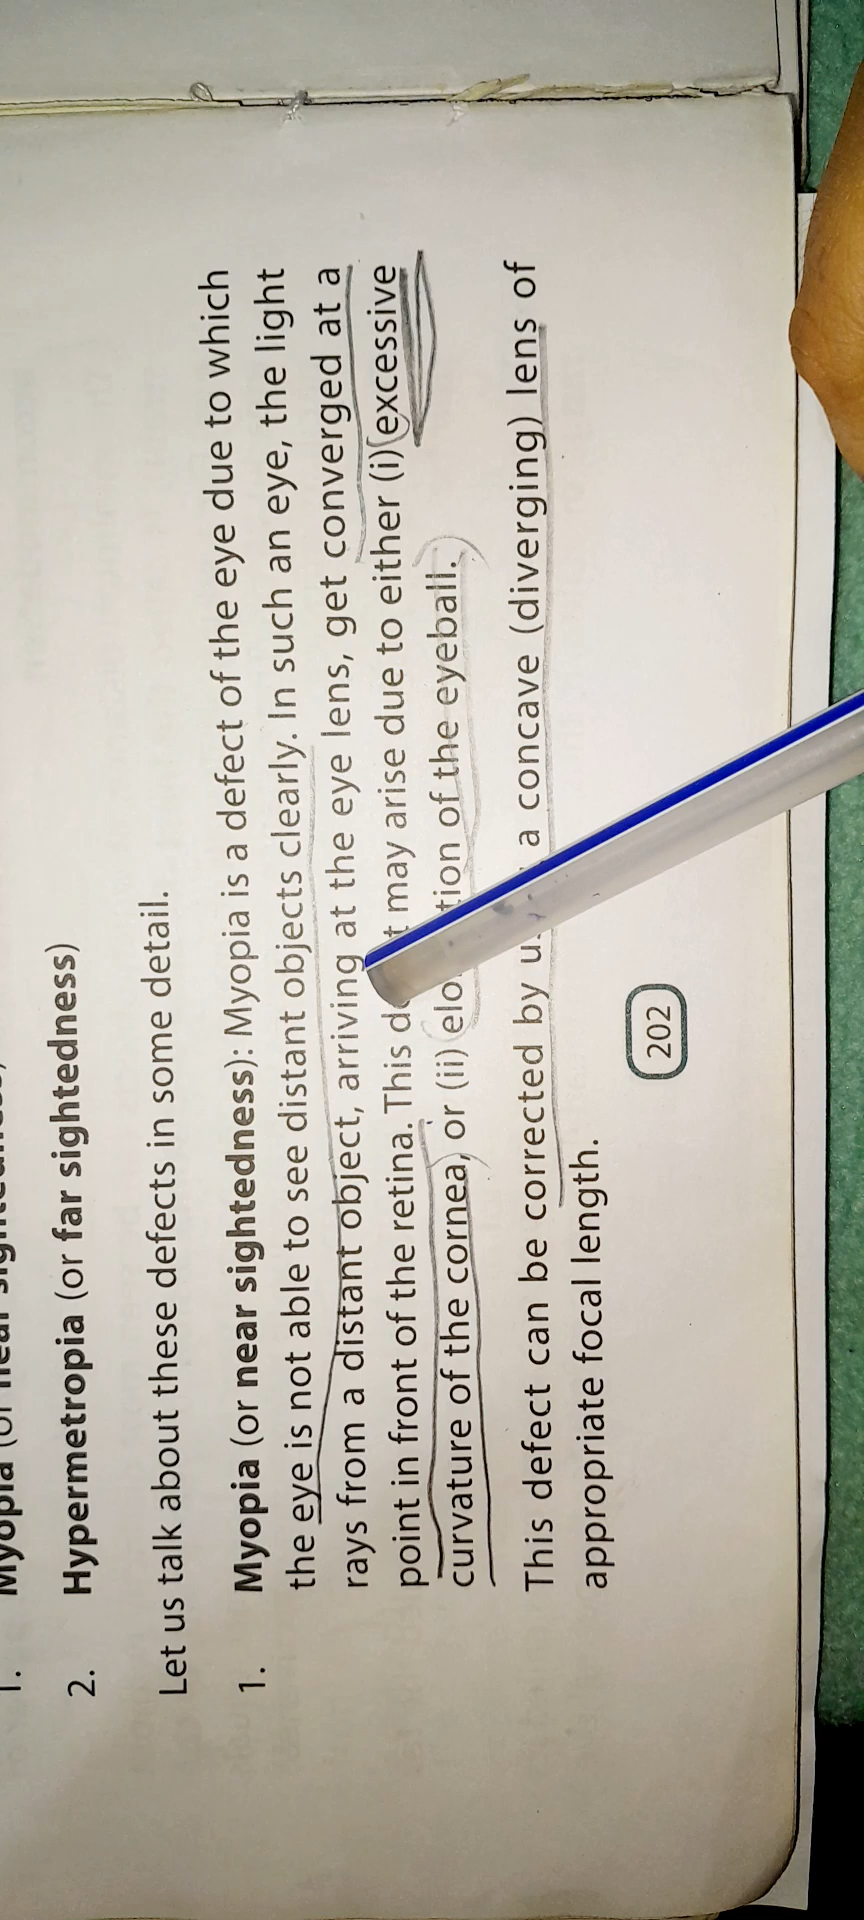 2. Hypermetropia (or far sightedness)
Let us talk about these defects in some detail.
1. Myopia (or near sightedness): Myopia is a defect of the eye due to which
the eye is not able to see distant objects clearly. In such an eye, the light
rays from a distant object, arriving at the eye lens, get converged at a
point in front of the retina. This may arise due to either (i) excessive
curvature of the cornea, or (ii) of the eyeball.
This defect can be corrected by a concave (diverging) lens of
appropriate focal length.
202